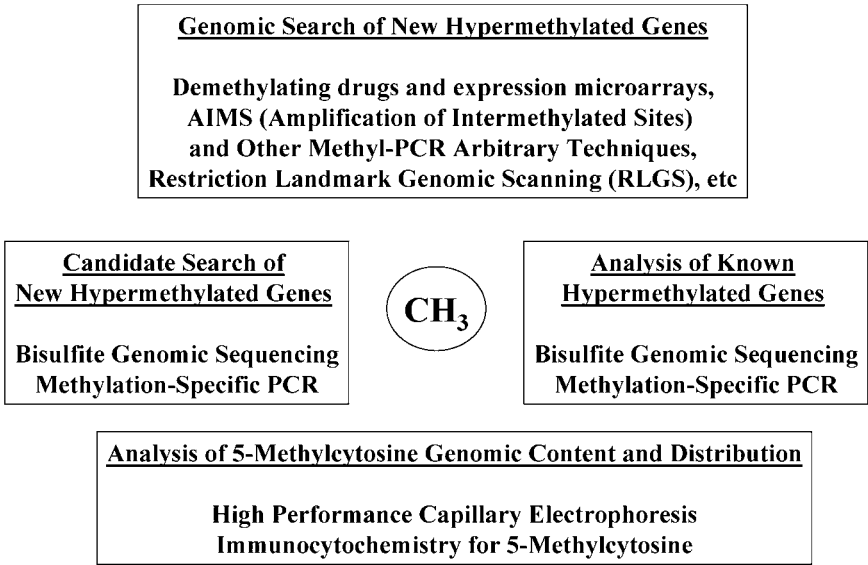 Genomic Search of New Hypermethylated Genes
Demethylating drugs and expression microarrays,
AIMS (Amplification of Intermethylated Sites)
and Other Methyl-PCR Arbitrary Techniques,
Restriction Landmark Genomic Scanning (RLGS), etc
Candidate Search of
New Hypermethylated Genes
Bisulfite Genomic Sequencing
Methylation-Specific PCR
CH3
Analysis of Known
Hypermethylated Genes
Bisulfite Genomic Sequencing
Methylation-Specific PCR
Analysis of 5-Methylcytosine Genomic Content and Distribution
High Performance Capillary Electrophoresis
Immunocytochemistry for 5-Methylcytosine